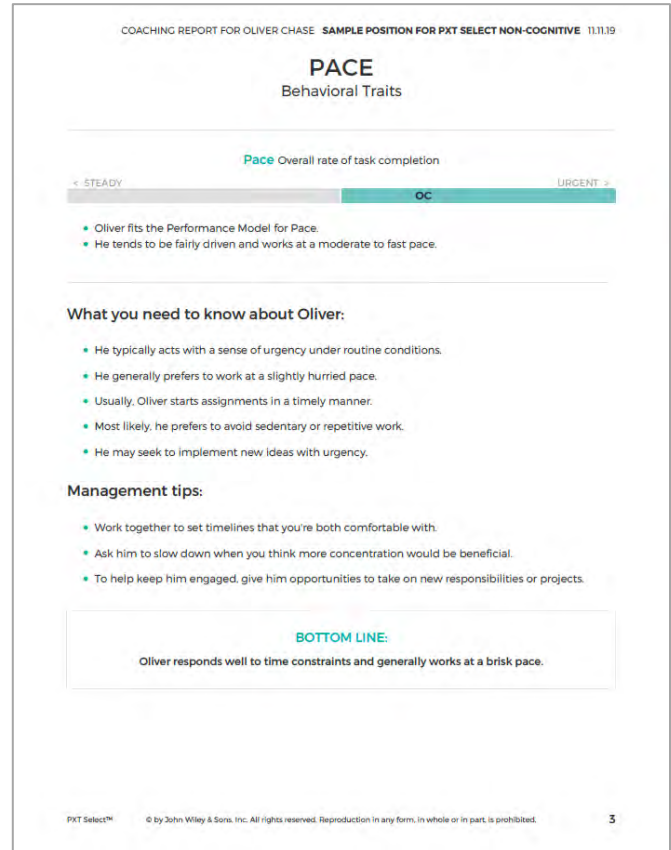 COACHING REPORT FOR OLIVER CHASE SAMPLE POSITION FOR PXT SELECT NON-COGNITIVE 11.11.19
PACE
Behavioral Traits
Pace Overall rate of task completion
< STEADY URGENT >
OC
• Oliver fits the Performance Model for Pace.
• He tends to be fairly driven and works at a moderate to fast pace.
What you need to know about Oliver:
• He typically acts with a sense of urgency under routine conditions.
• He generally prefers to work at a slightly hurried pace.
• Usually, Oliver starts assignments in a timely manner.
• Most likely, he prefers to avoid sedentary or repetitive work.
• He may seek to implement new ideas with urgency.
Management tips:
• Work together to set timelines that you're both comfortable with.
• Ask him to slow down when you think more concentration would be beneficial.
• To help keep him engaged, give him opportunities to take on new responsibilities or projects.
BOTTOM LINE:
Oliver responds well to time constraints and generally works at a brisk pace.
PXT Select™ © by John Wiley & Sons, Inc. All rights reserved. Reproduction in any form, in whole or in part, is prohibited. 3